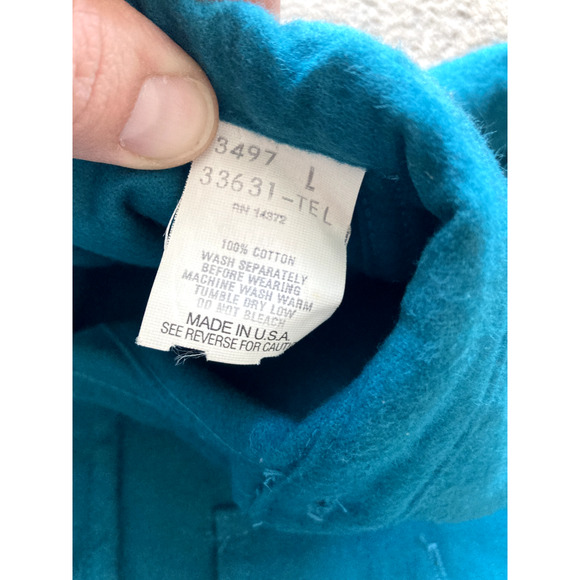 3497 L
33631-TEL
RN 14372
100% COTTON
WASH SEPARATELY
BEFORE WEARING
MACHINE WASH WARM
TUMBLE DRY LOW
DO NOT BLEACH
MADE IN U.S.A.
SEE REVERSE FOR CAUTI